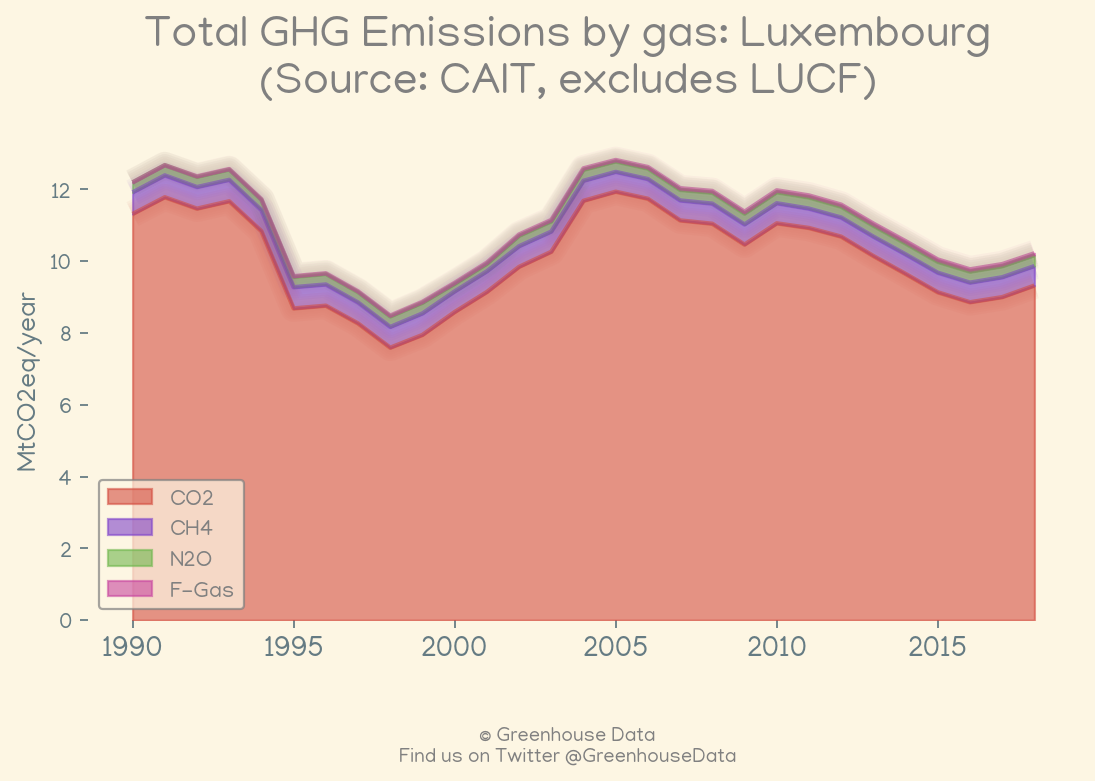 Total GHG Emissions by gas: Luxembourg
(Source: CAIT, excludes LUCF)
MtCO2eq/year
12
10
8
6
4
2
0
CO2
CH4
N2O
F-Gas
1990 1995 2000 2005 2010 2015
© Greenhouse Data
Find us on Twitter @GreenhouseData